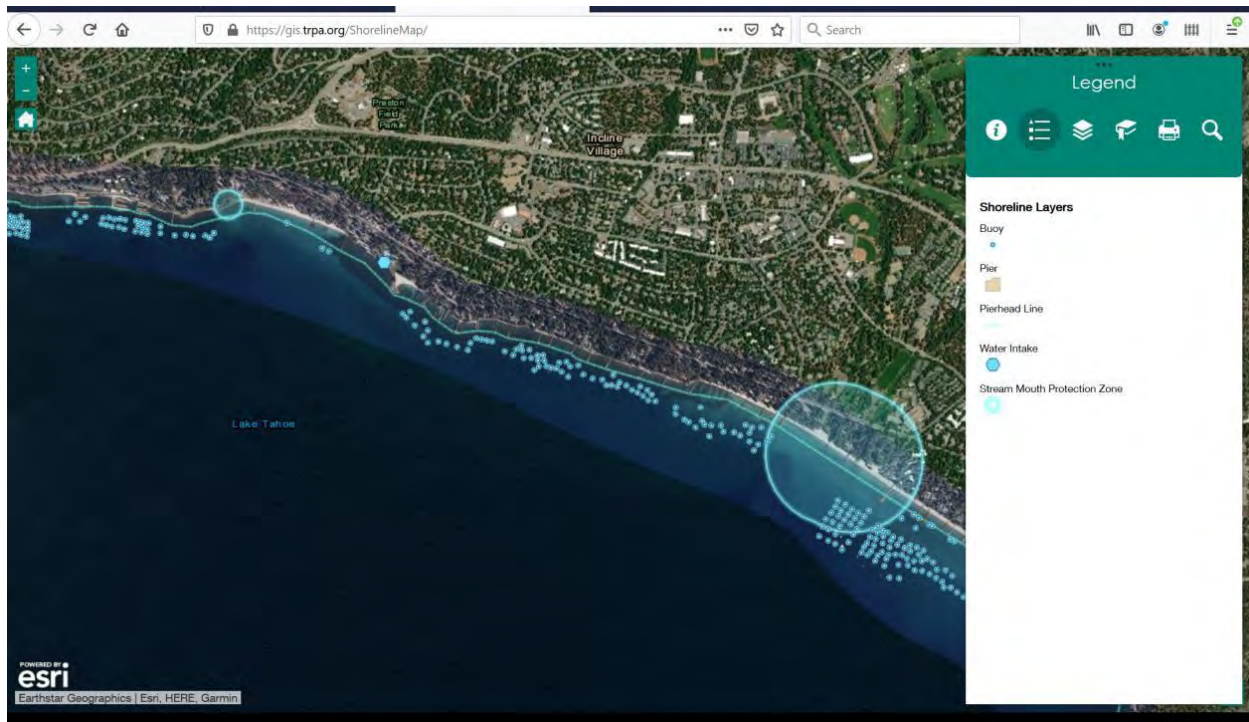 https://gis.trpa.org/ShorelineMap/
Search
Legend
Preston
Field
Park
Incline
Village
Lake Tahoe
Shoreline Layers
Buoy
Pier
Pierhead Line
Water Intake
Stream Mouth Protection Zone
POWERED BY
esri
Earthstar Geographics | Esri, HERE, Garmin